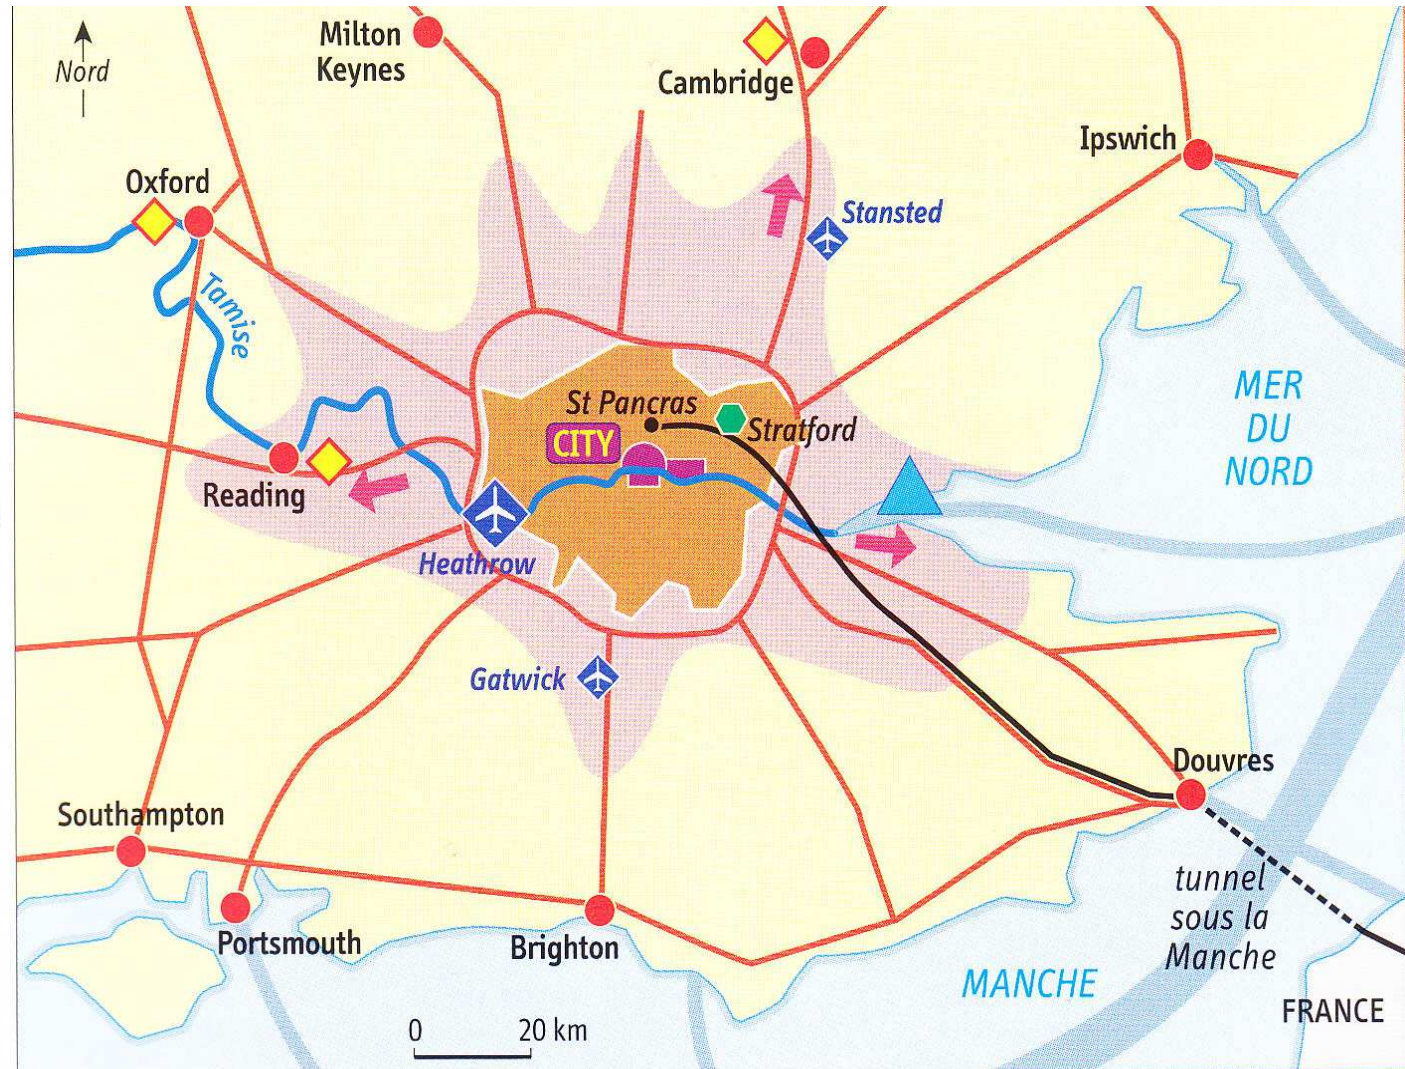 Nord
Milton
Keynes
Cambridge
Ipswich
Oxford
Stansted
Tamise
MER
DU
NORD
St Pancras
CITY
Stratford
Reading
Heathrow
Gatwick
Douvres
Southampton
tunnel
sous la
Manche
Portsmouth
Brighton
MANCHE
FRANCE
0 20 km